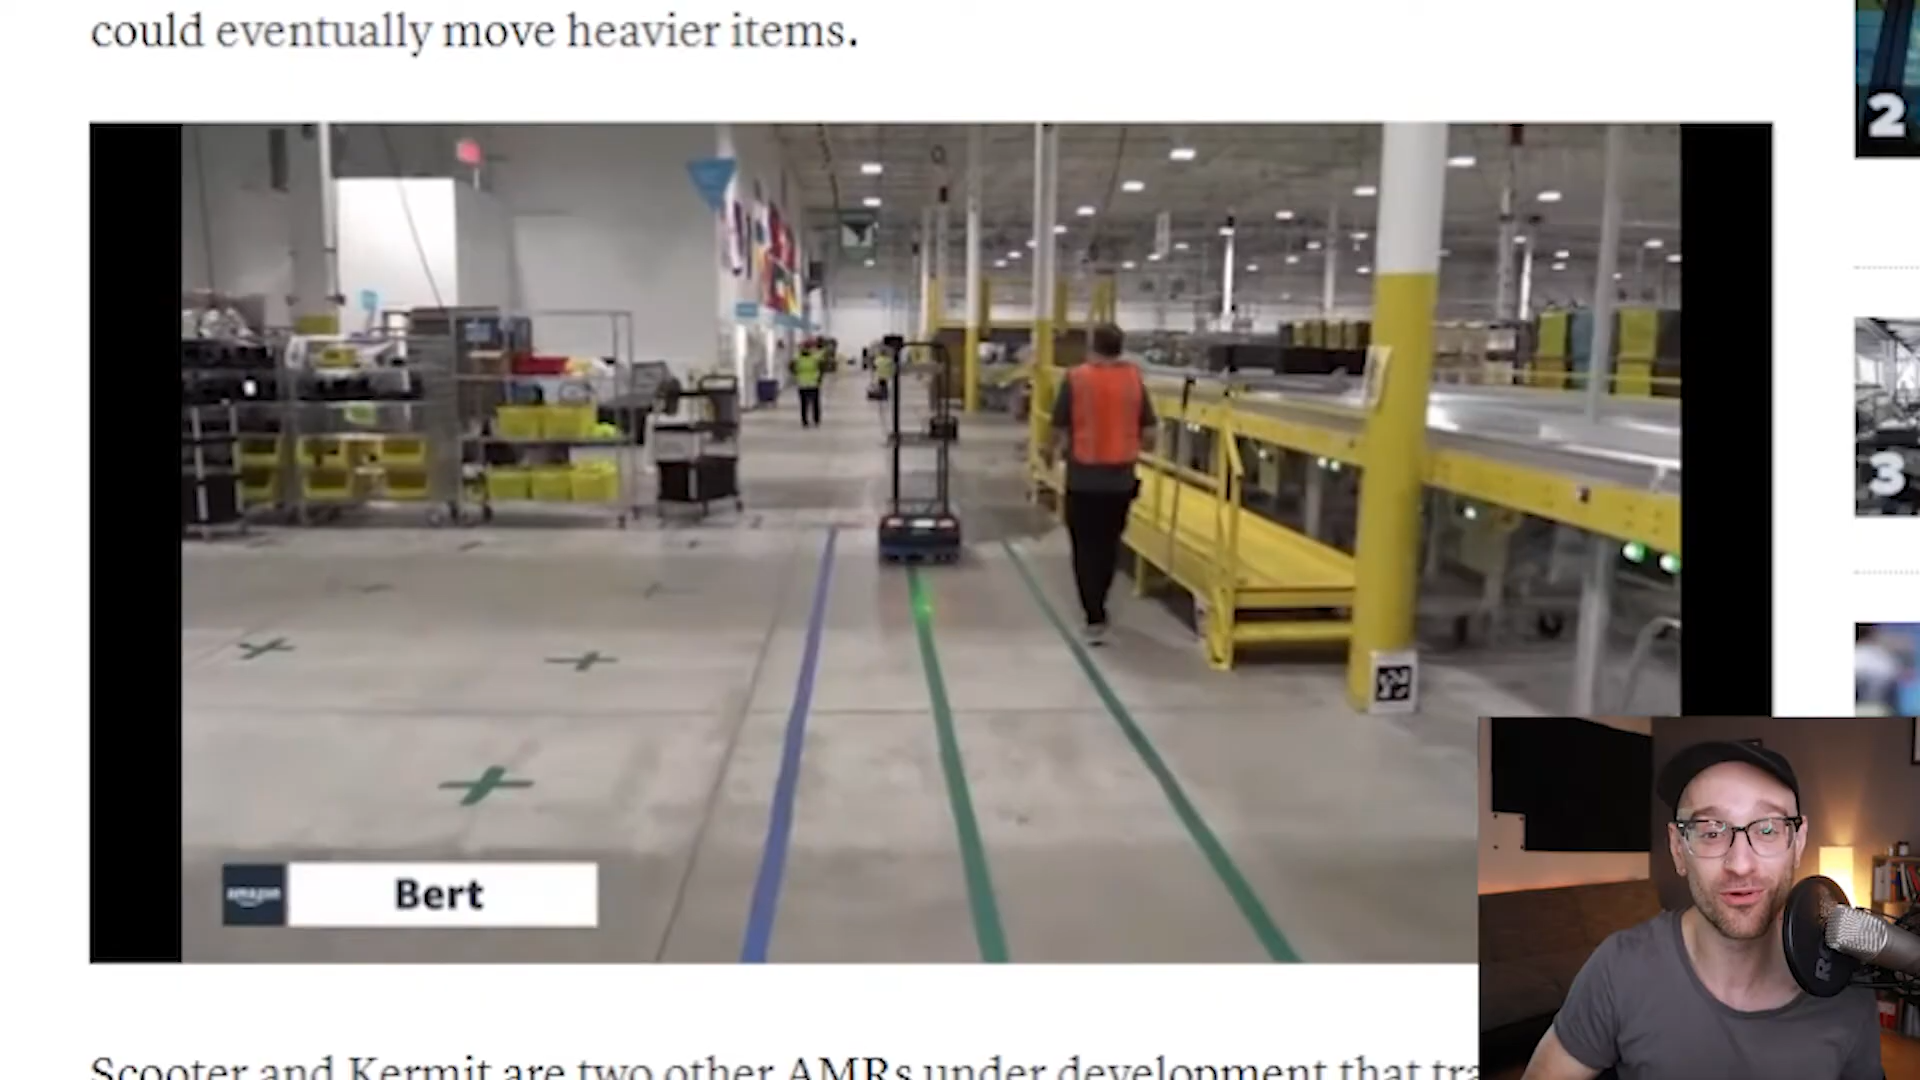 could eventually move heavier items.
2
3
amazon
Bert
Scooter and Kermit are two other AMRs under development that tra